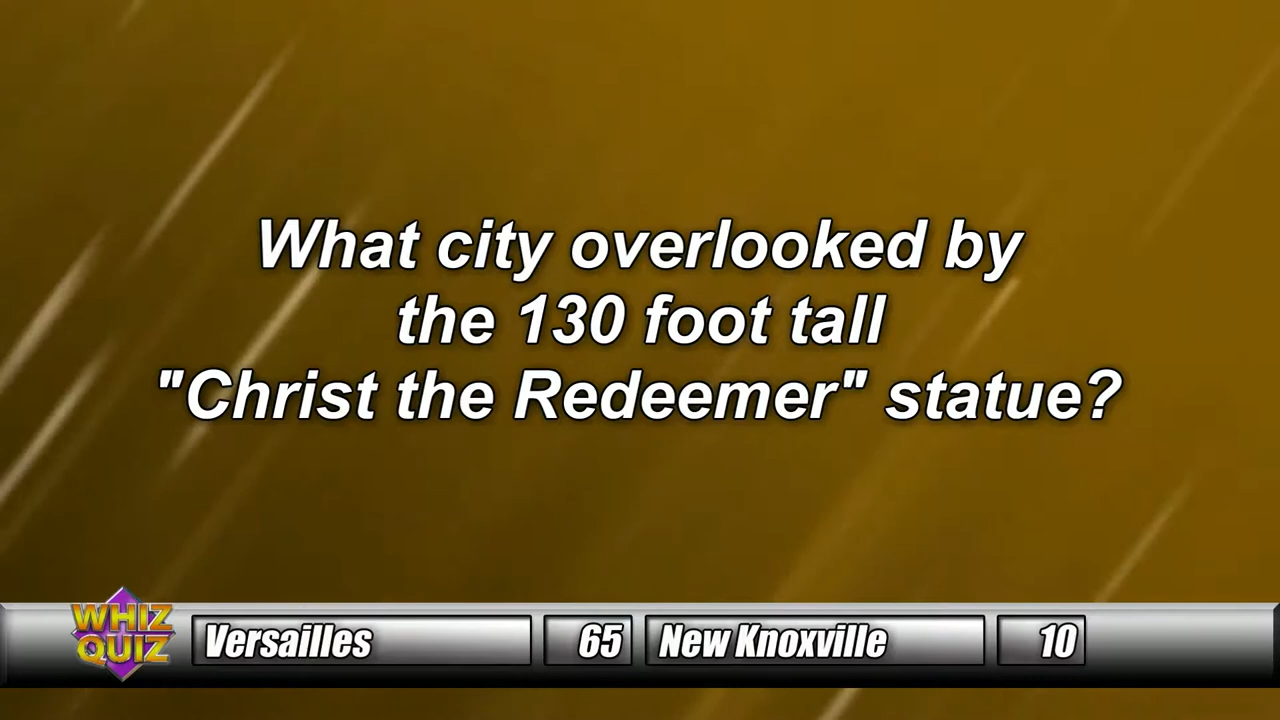 What city overlooked by
the 130 foot tall
"Christ the Redeemer" statue?
WHIZ
QUIZ
Versailles 65 New Knoxville 10